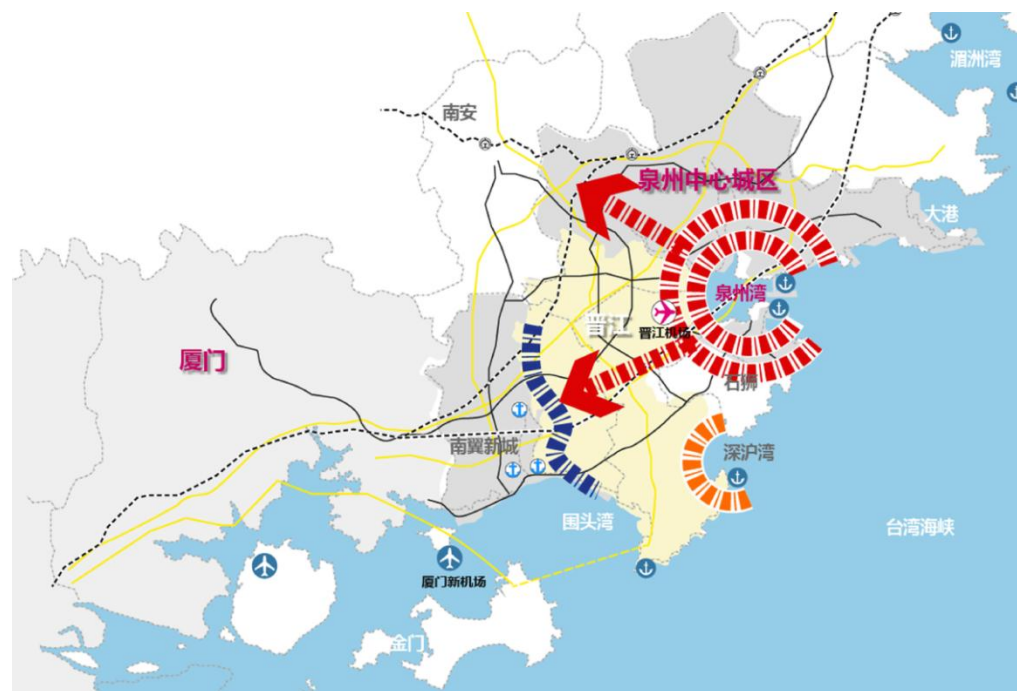 湄洲湾
南安
泉州中心城区
大港
泉州湾
晋江
晋江机场
厦门
石狮
南翼新城
深沪湾
围头湾
台湾海峡
厦门新机场
金门